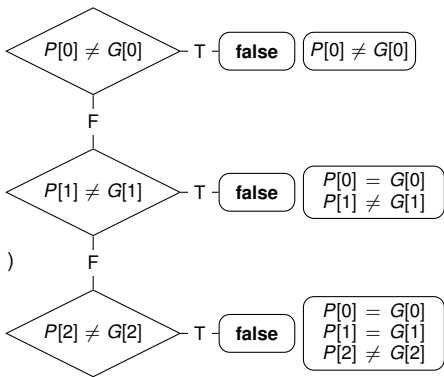 P[0] ≠ G[0] T false P[0] ≠ G[0]
F
P[1] ≠ G[1] T false P[0] = G[0]
P[1] ≠ G[1]
) F
P[2] ≠ G[2] T false P[0] = G[0]
P[1] = G[1]
P[2] ≠ G[2]